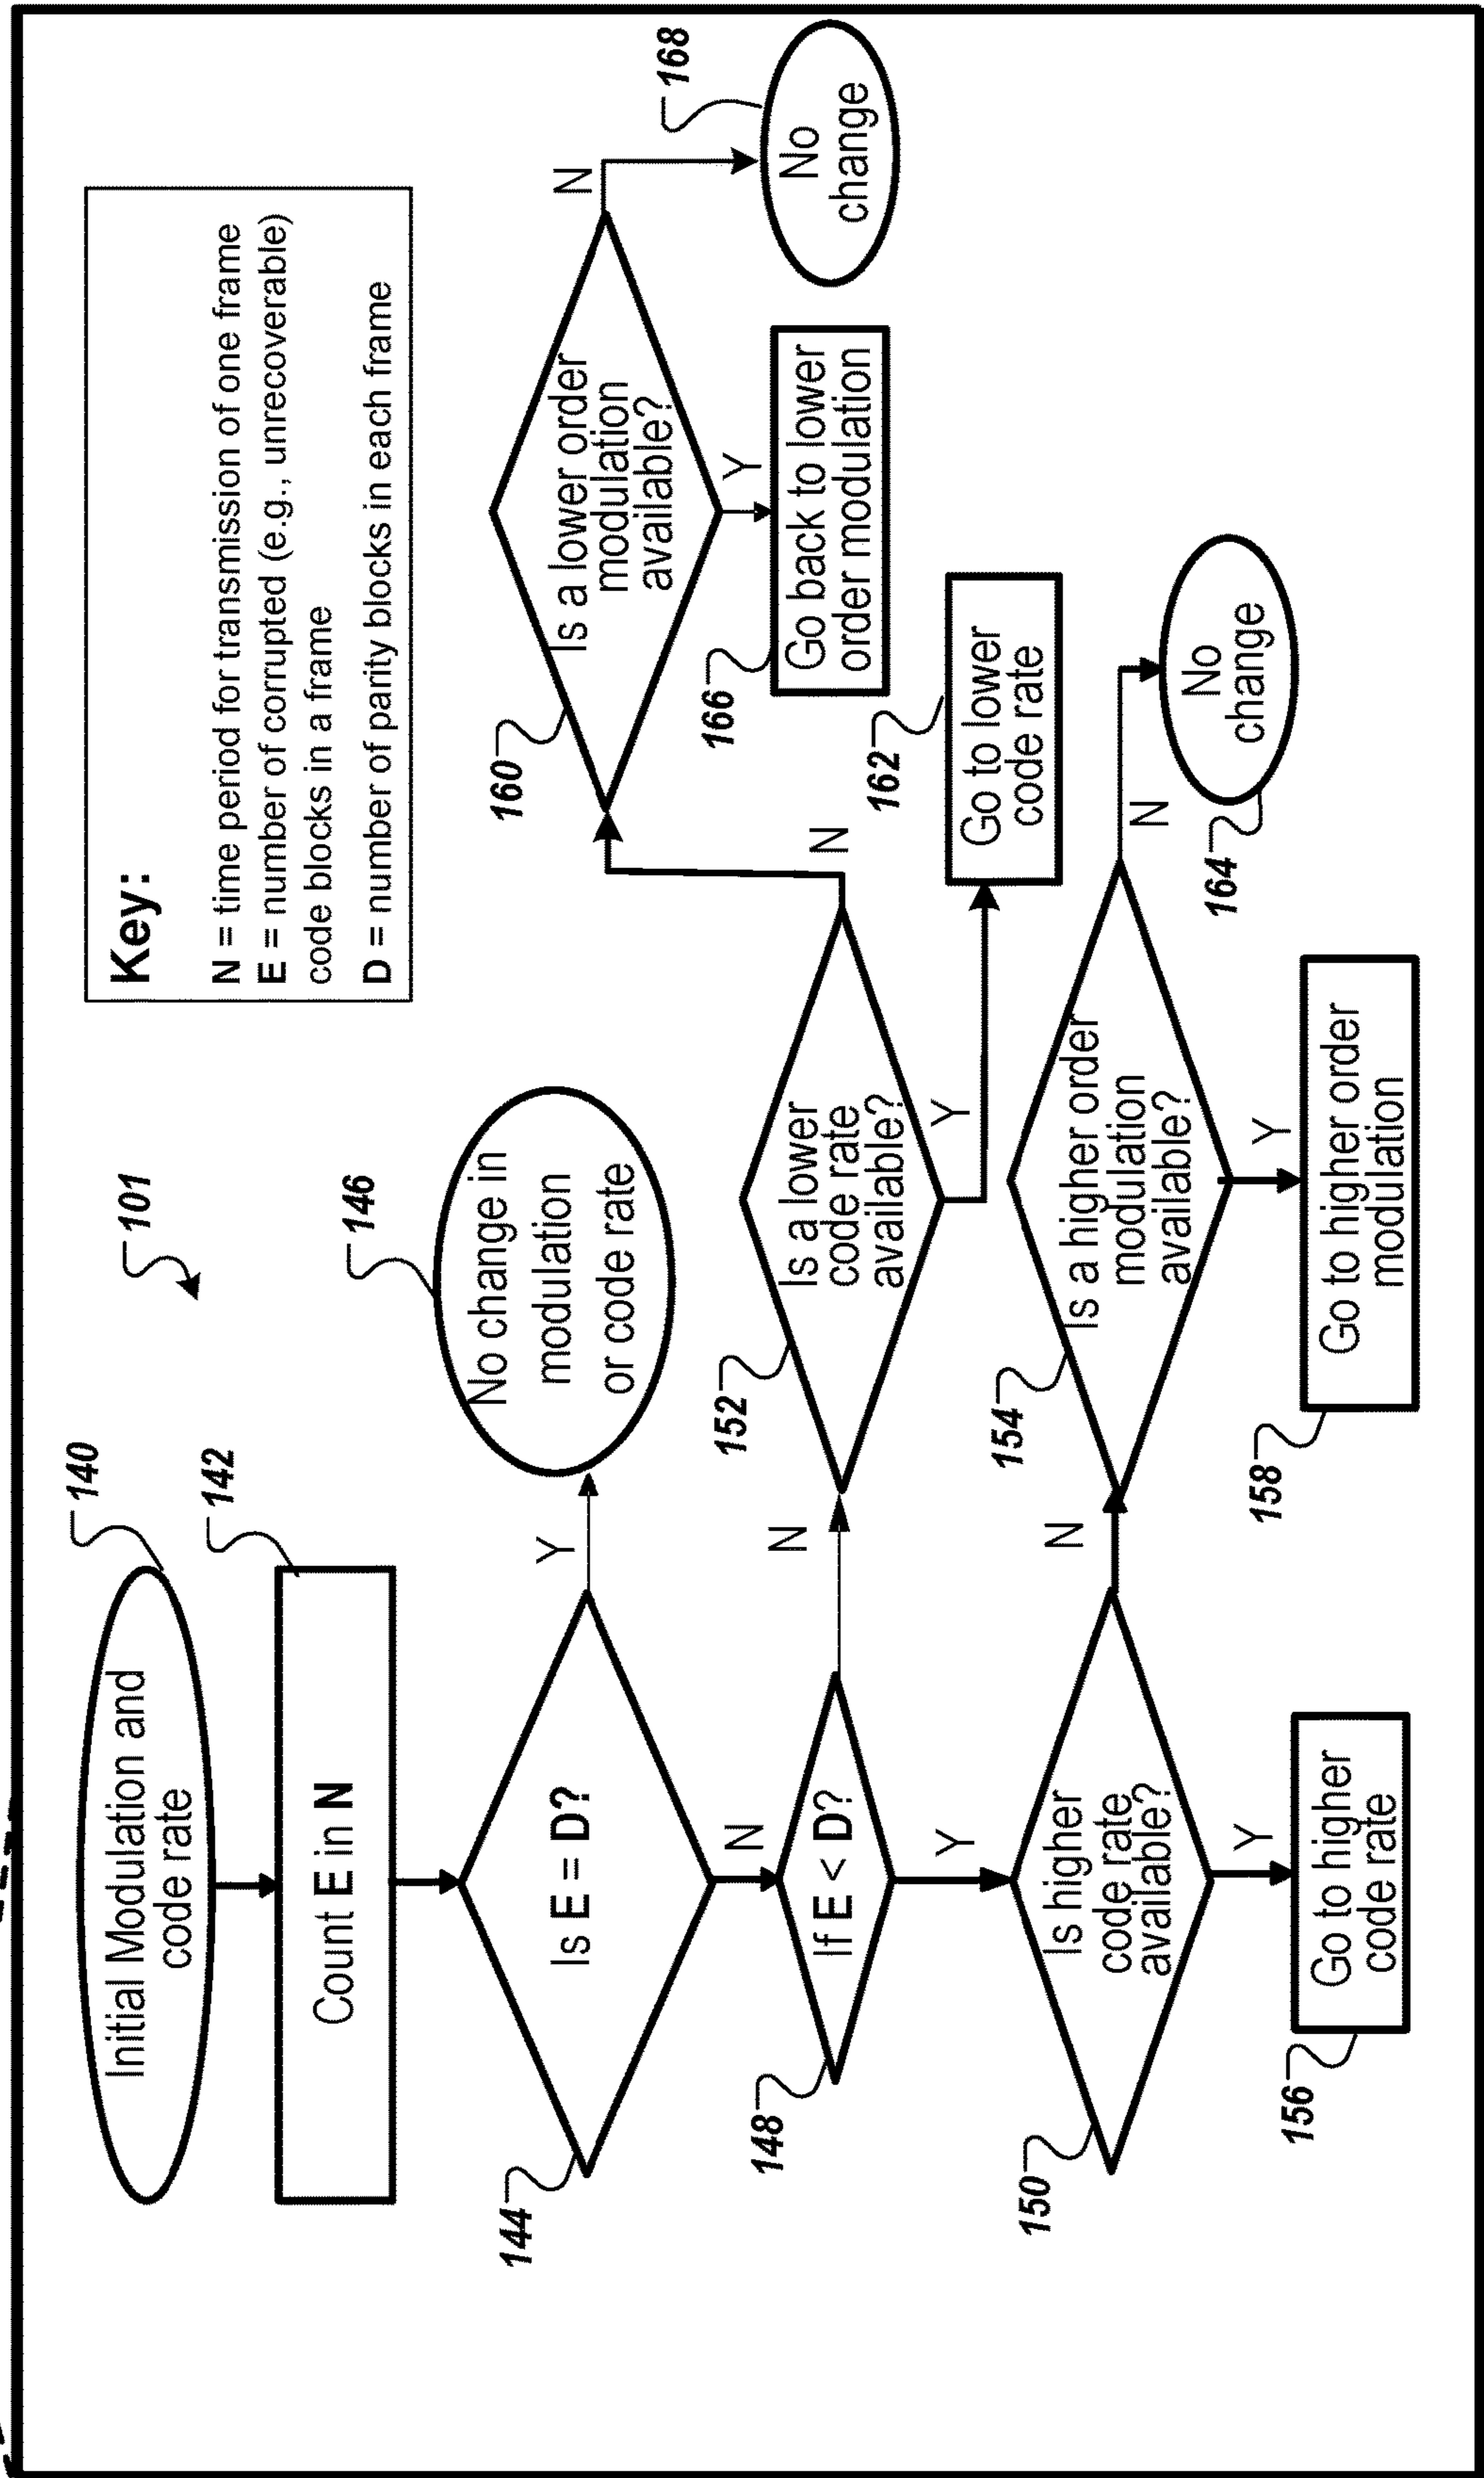 101
140
Initial Modulation and
code rate
142
Count E in N
Key:
N = time period for transmission of one frame
E = number of corrupted (e.g., unrecoverable)
code blocks in a frame
D = number of parity blocks in each frame
144
Is E = D?
Y
146
No change in
modulation
or code rate
N
148
If E < D?
N
152
Is a lower
code rate
available?
N
160
Is a lower order
modulation
available?
N
168
No
change
Y
166
Go back to lower
order modulation
Y
162
Go to lower
code rate
Y
150
Is higher
code rate
available?
N
154
Is a higher order
modulation
available?
N
164
No
change
Y
156
Go to higher
code rate
Y
158
Go to higher order
modulation